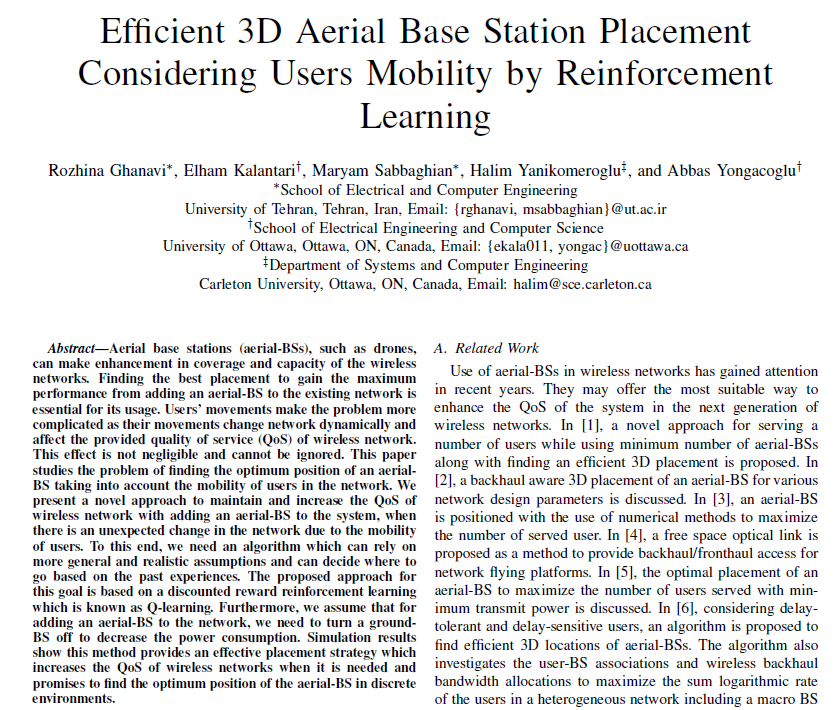 Efficient 3D Aerial Base Station Placement
Considering Users Mobility by Reinforcement
Learning
Rozhina Ghanavi*, Elham Kalantari†, Maryam Sabbaghian*, Halim Yanikomeroglu‡, and Abbas Yongacoglu†
*School of Electrical and Computer Engineering
University of Tehran, Tehran, Iran, Email: {rghanavi, msabbaghian}@ut.ac.ir
†School of Electrical Engineering and Computer Science
University of Ottawa, Ottawa, ON, Canada, Email: {ekala011, yongac}@uottawa.ca
‡Department of Systems and Computer Engineering
Carleton University, Ottawa, ON, Canada, Email: halim@sce.carleton.ca
Abstract—Aerial base stations (aerial-BSs), such as drones,
can make enhancement in coverage and capacity of the wireless
networks. Finding the best placement to gain the maximum
performance from adding an aerial-BS to the existing network is
essential for its usage. Users' movements make the problem more
complicated as their movements change network dynamically and
affect the provided quality of service (QoS) of wireless network.
This effect is not negligible and cannot be ignored. This paper
studies the problem of finding the optimum position of an aerial-
BS taking into account the mobility of users in the network. We
present a novel approach to maintain and increase the QoS of
wireless network with adding an aerial-BS to the system, when
there is an unexpected change in the network due to the mobility
of users. To this end, we need an algorithm which can rely on
more general and realistic assumptions and can decide where to
go based on the past experiences. The proposed approach for
this goal is based on a discounted reward reinforcement learning
which is known as Q-learning. Furthermore, we assume that for
adding an aerial-BS to the network, we need to turn a ground-
BS off to decrease the power consumption. Simulation results
show this method provides an effective placement strategy which
increases the QoS of wireless networks when it is needed and
promises to find the optimum position of the aerial-BS in discrete
environments.
A. Related Work
Use of aerial-BSs in wireless networks has gained attention
in recent years. They may offer the most suitable way to
enhance the QoS of the system in the next generation of
wireless networks. In [1], a novel approach for serving a
number of users while using minimum number of aerial-BSs
along with finding an efficient 3D placement is proposed. In
[2], a backhaul aware 3D placement of an aerial-BS for various
network design parameters is discussed. In [3], an aerial-BS
is positioned with the use of numerical methods to maximize
the number of served user. In [4], a free space optical link is
proposed as a method to provide backhaul/fronthaul access for
network flying platforms. In [5], the optimal placement of an
aerial-BS to maximize the number of users served with min-
imum transmit power is discussed. In [6], considering delay-
tolerant and delay-sensitive users, an algorithm is proposed to
find efficient 3D locations of aerial-BSs. The algorithm also
investigates the user-BS associations and wireless backhaul
bandwidth allocations to maximize the sum logarithmic rate
of the users in a heterogeneous network including a macro BS